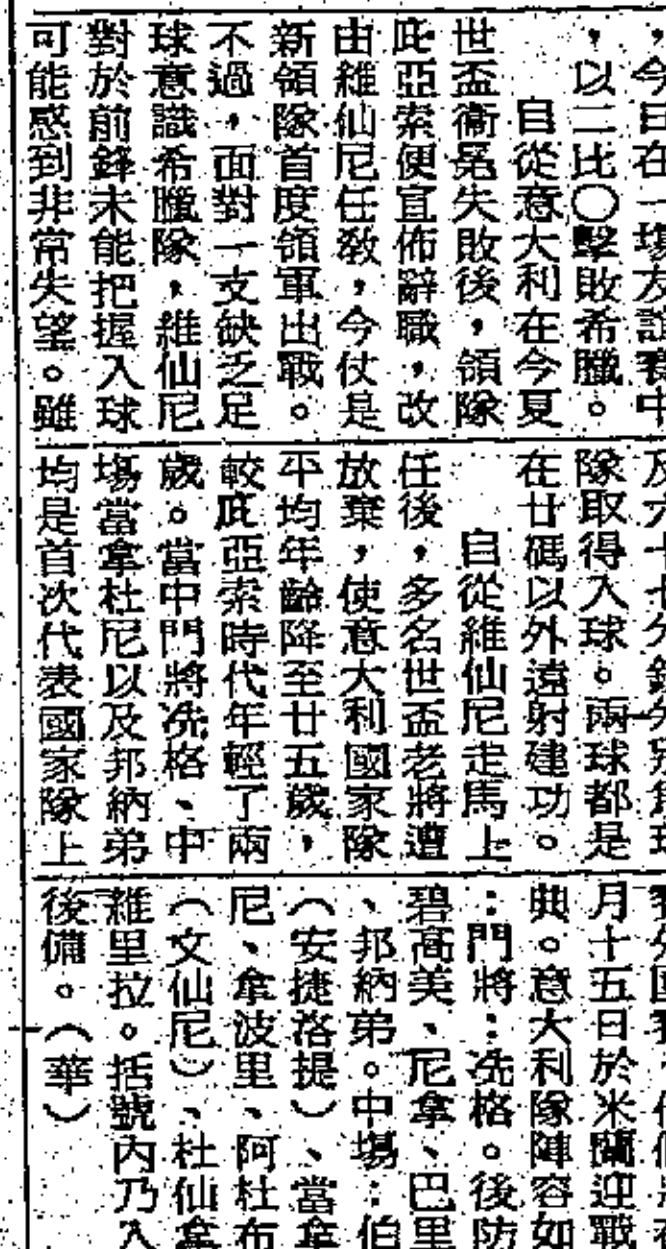 ，今日在一場友誼賽中
，以二比〇擊敗希臘。
自從意大利在今夏
世盃衞冕失敗後，領隊
庇亞索便宣佈辭職，改
由維仙尼任敎，今仗是
新領隊首度領軍出戰。
不過，面對一支缺乏足
球意識希臘隊，維仙尼
對於前鋒未能把握入球
可能感到非常失望。雖
隊取得入球。兩球都是
在廿碼以外遠射建功。
自從維仙尼走馬上
任後，多名世盃老將遭
放棄，使意大利國家隊
平均年齡降至廿五歲，
較庇亞索時代年輕了兩
歲。當中門將冼格、中
場當拿杜尼以及邦納弟
均是首次代表國家隊上
月十五日於米蘭迎戰
典。意大利隊陣容如
：門將：冼格。後防
碧高美、尼拿、巴里
、邦納弟。中場：伯
（安捷洛提）、當拿
尼、拿波里、阿杜布
（文仙尼）、杜仙拿
維里拉。括號內乃入
後備。（華）